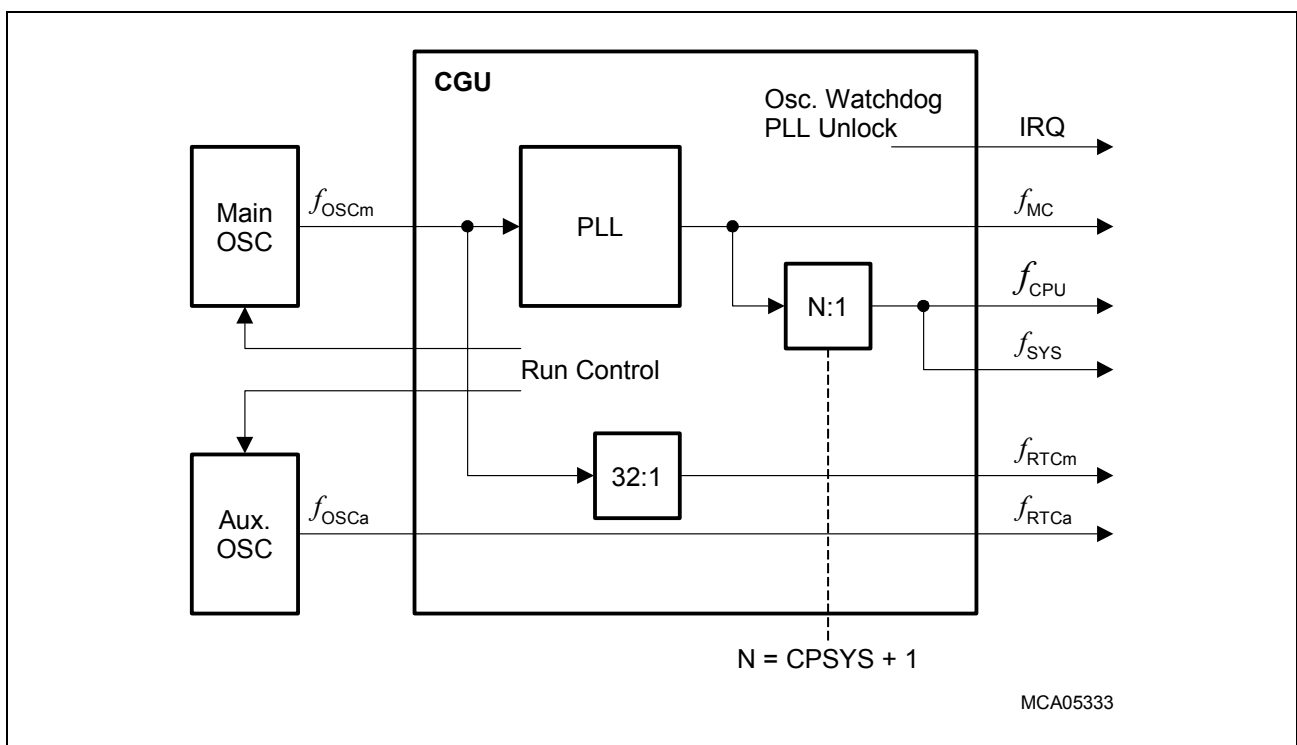 CGU
Osc. Watchdog
PLL Unlock
IRQ
Main
OSC
fOSCm
PLL
fMC
N:1
fCPU
fSYS
Run Control
32:1
fRTCm
Aux.
OSC
fOSCa
fRTCa
N = CPSYS + 1
MCA05333